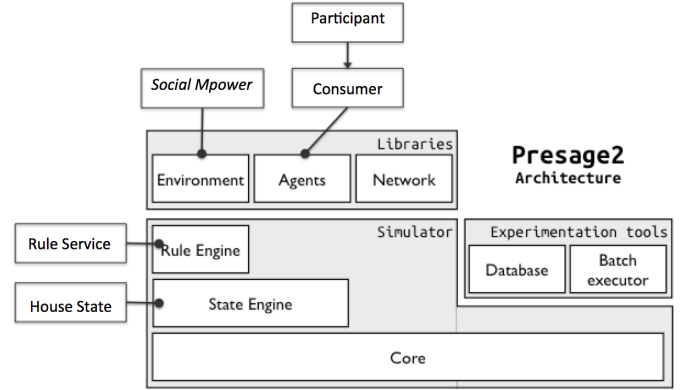 Participant
Social Mpower
Consumer
Libraries
Environment
Agents
Network
Presage2
Architecture
Rule Service
Rule Engine
Simulator
Experimentation tools
Database
Batch
executor
House State
State Engine
Core